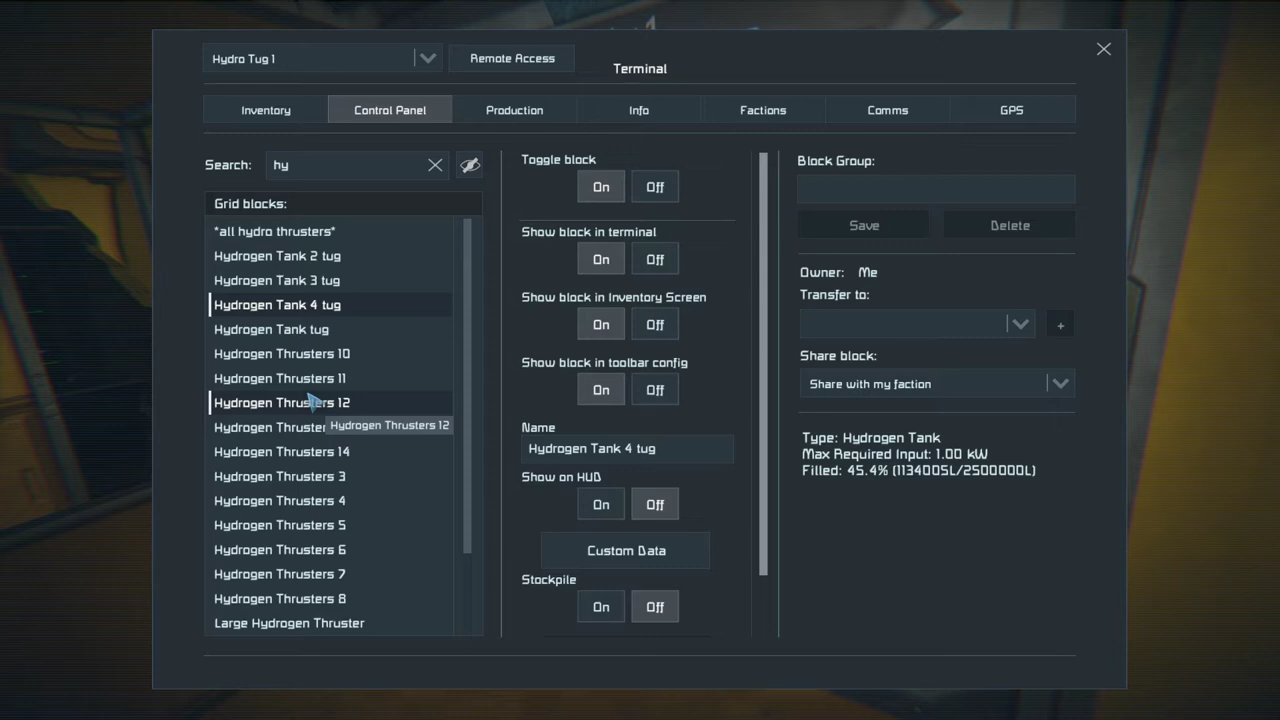 Hydro Tug 1
Remote Access
Terminal
Inventory
Control Panel
Production
Info
Factions
Comms
GPS
Search:
hy
Grid blocks:
*all hydro thrusters*
Hydrogen Tank 2 tug
Hydrogen Tank 3 tug
Hydrogen Tank 4 tug
Hydrogen Tank tug
Hydrogen Thrusters 10
Hydrogen Thrusters 11
Hydrogen Thrusters 12
Hydrogen Thrusters 12
Hydrogen Thrusters 14
Hydrogen Thrusters 3
Hydrogen Thrusters 4
Hydrogen Thrusters 5
Hydrogen Thrusters 6
Hydrogen Thrusters 7
Hydrogen Thrusters 8
Large Hydrogen Thruster
Toggle block
On Off
Show block in terminal
On Off
Show block in Inventory Screen
On Off
Show block in toolbar config
On Off
Name
Hydrogen Tank 4 tug
Show on HUD
On Off
Custom Data
Stockpile
On Off
Block Group:
Save
Delete
Owner: Me
Transfer to:
+
Share block:
Share with my faction
Type: Hydrogen Tank
Max Required Input: 1.00 kW
Filled: 45.4% (1134005L/2500000L)